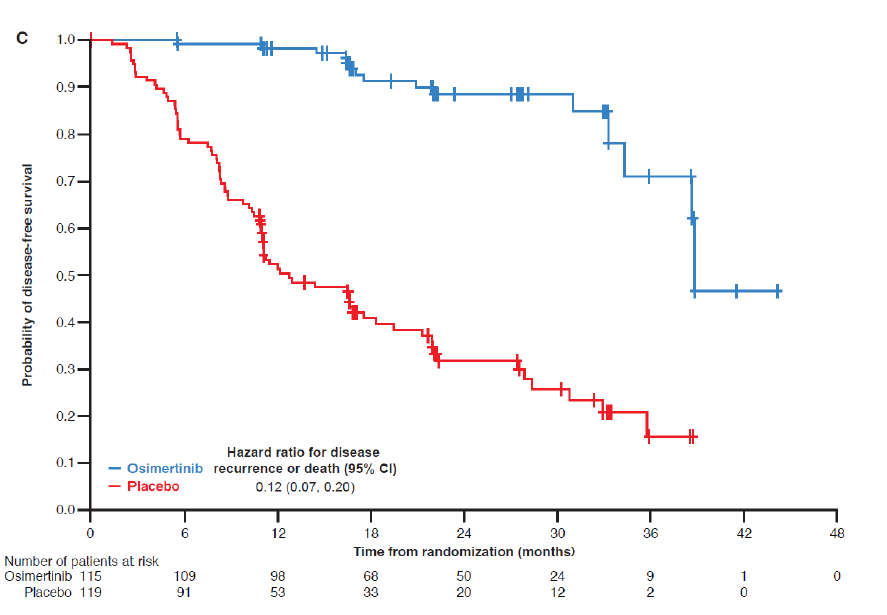 C
Probability of disease-free survival
1.0
0.9
0.8
0.7
0.6
0.5
0.4
0.3
0.2
0.1
0.0
Hazard ratio for disease
Osimertinib recurrence or death (95% CI)
Placebo 0.12 (0.07, 0.20)
0 6 12 18 24 30 36 42 48
Time from randomization (months)
Number of patients at risk
Osimertinib 115 109 98 68 50 24 9 1 0
Placebo 119 91 53 33 20 12 2 0